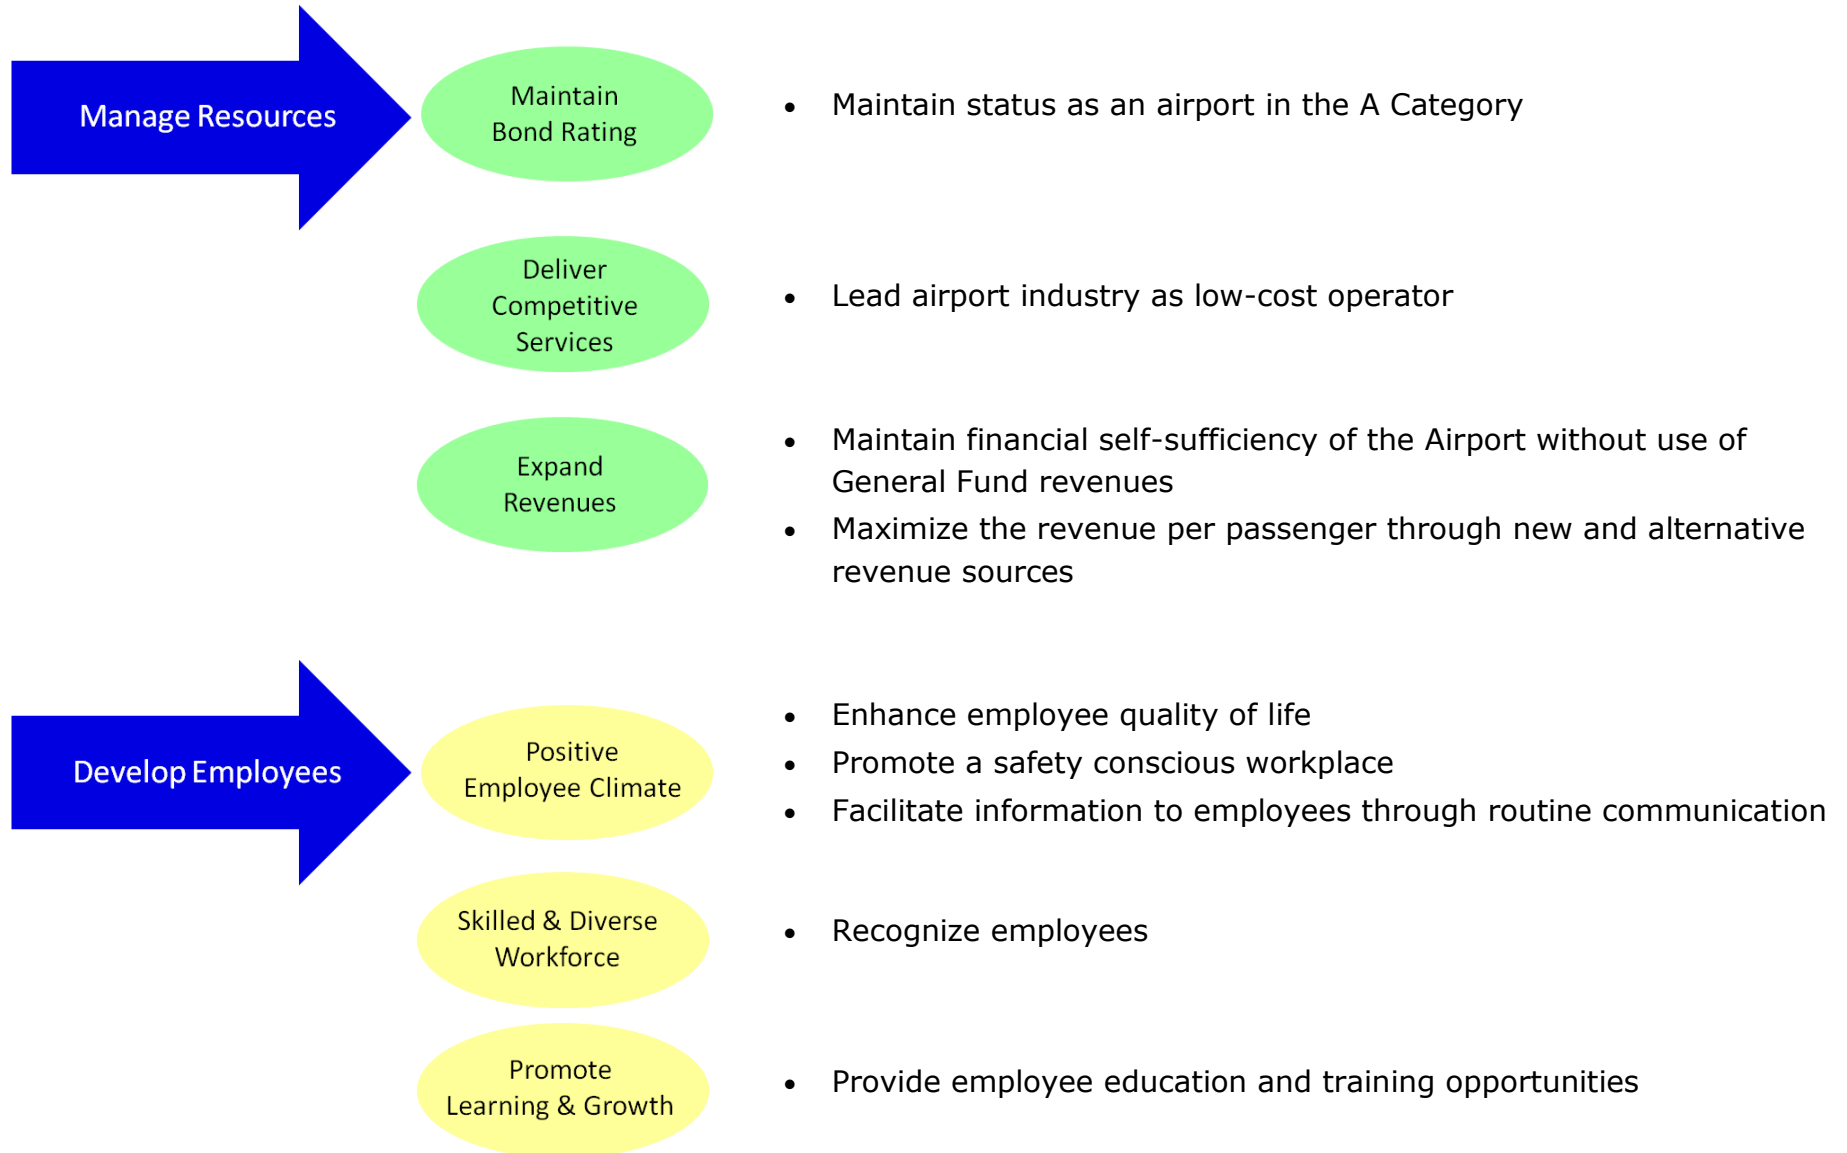 Manage Resources
Maintain
Bond Rating
• Maintain status as an airport in the A Category
Deliver
Competitive
Services
• Lead airport industry as low-cost operator
Expand
Revenues
• Maintain financial self-sufficiency of the Airport without use of
General Fund revenues
• Maximize the revenue per passenger through new and alternative
revenue sources
Develop Employees
Positive
Employee Climate
• Enhance employee quality of life
• Promote a safety conscious workplace
• Facilitate information to employees through routine communication
Skilled & Diverse
Workforce
• Recognize employees
Promote
Learning & Growth
• Provide employee education and training opportunities